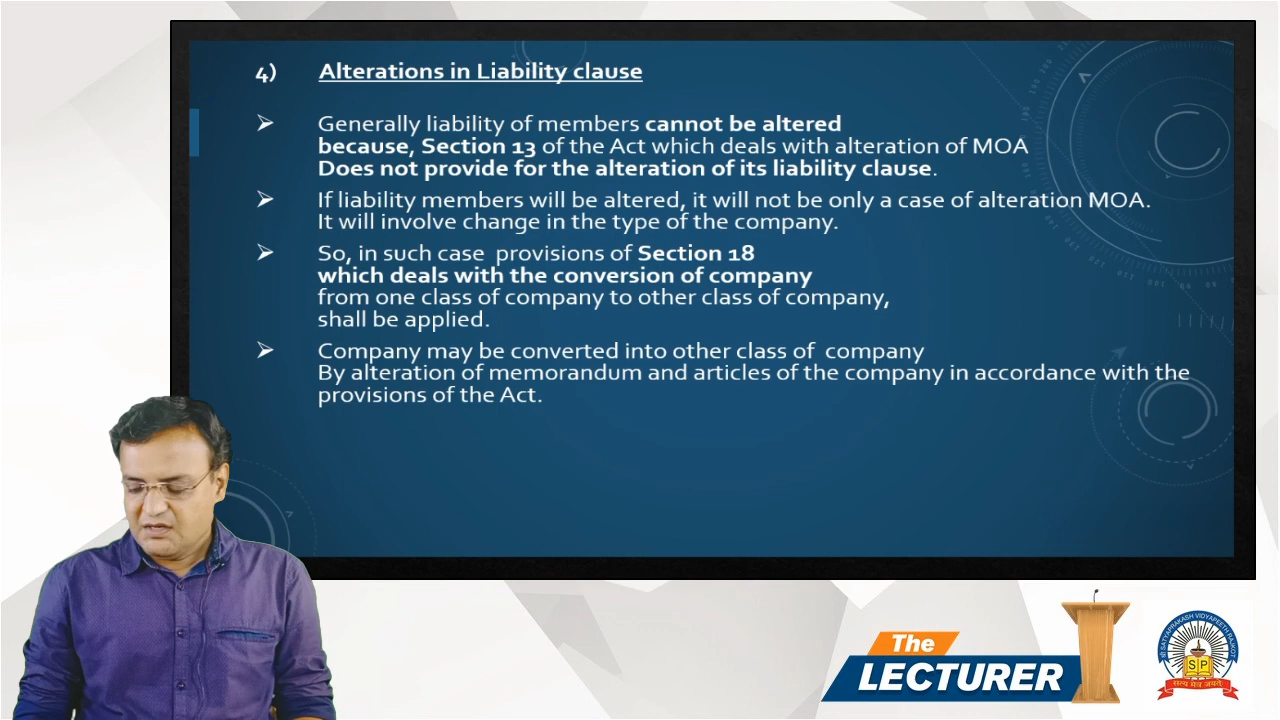 4) Alterations in Liability clause
➢ Generally liability of members cannot be altered
because, Section 13 of the Act which deals with alteration of MOA
Does not provide for the alteration of its liability clause.
➢ If liability members will be altered, it will not be only a case of alteration MOA.
It will involve change in the type of the company.
➢ So, in such case provisions of Section 18
which deals with the conversion of company
from one class of company to other class of company,
shall be applied.
➢ Company may be converted into other class of company
By alteration of memorandum and articles of the company in accordance with the
provisions of the Act.
The
LECTURER
SATYAPRAKASH VIDYAPEETH RAJKOT
S P
सत्य मेव जयते